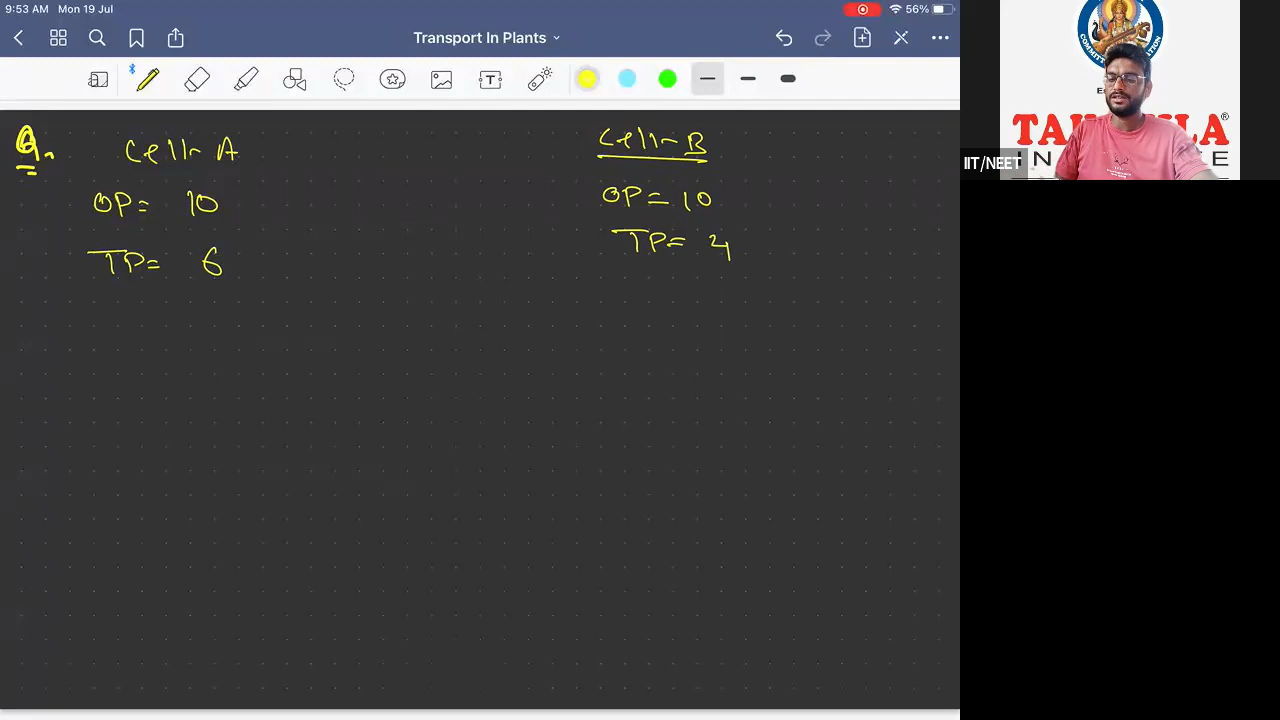 9:53 AM Mon 19 Jul
56%
Transport In Plants
T
Q. Cell-A
OP= 10
TP= 6
Cell-B
OP= 10
TP= 4
IIT/NEET